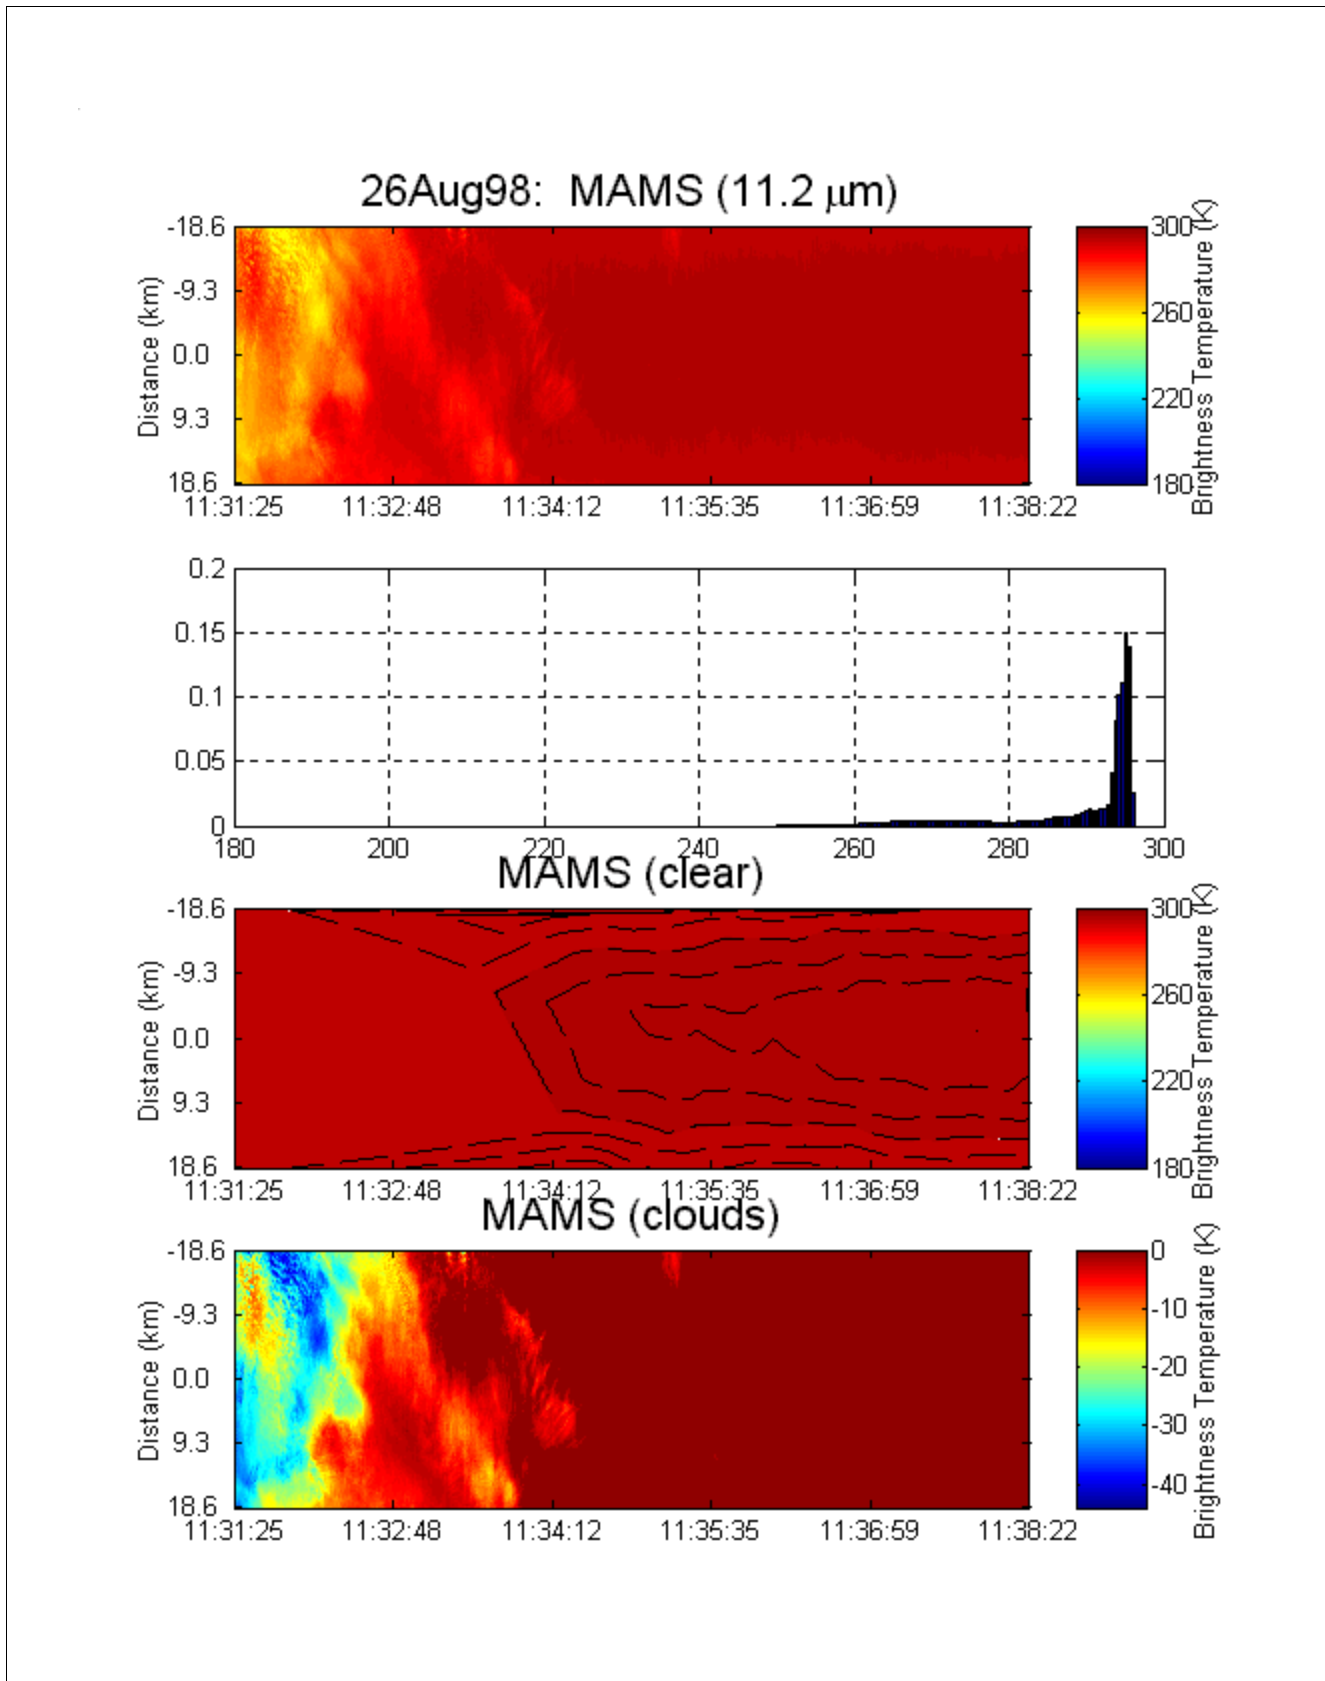 26Aug98:  MAMS (11.2 μm)
-18.6
-9.3
0.0
9.3
18.6
Distance (km)
11:31:25 11:32:48 11:34:12 11:35:35 11:36:59 11:38:22
300
260
220
180
Brightness Temperature (K)
0.2
0.15
0.1
0.05
0
180 200 220 240 260 280 300
MAMS (clear)
-18.6
-9.3
0.0
9.3
18.6
Distance (km)
11:31:25 11:32:48 11:34:12 11:35:35 11:36:59 11:38:22
300
260
220
180
Brightness Temperature (K)
MAMS (clouds)
-18.6
-9.3
0.0
9.3
18.6
Distance (km)
11:31:25 11:32:48 11:34:12 11:35:35 11:36:59 11:38:22
0
-10
-20
-30
-40
Brightness Temperature (K)